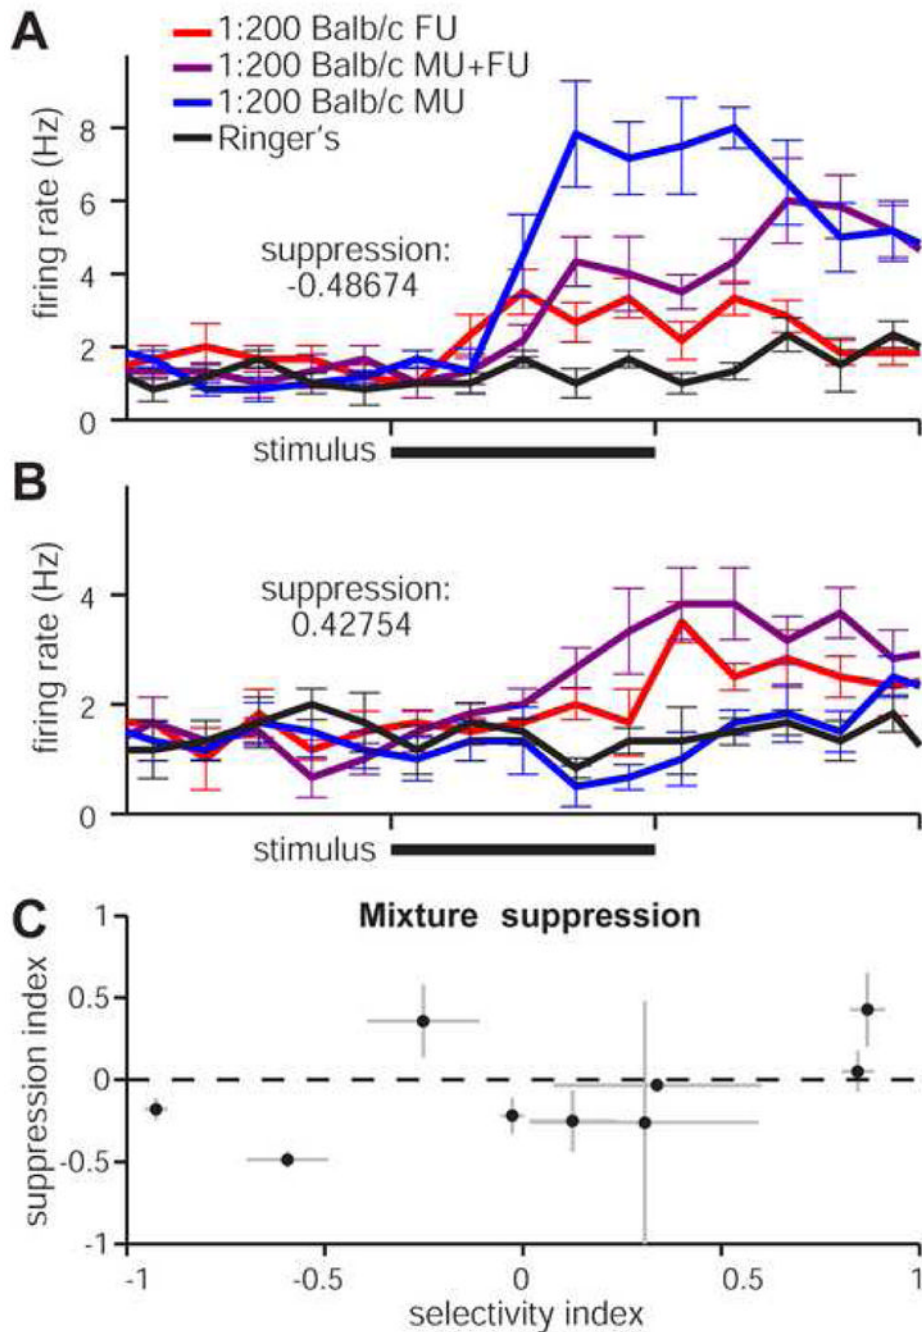 A
1:200 Balb/c FU
1:200 Balb/c MU+FU
1:200 Balb/c MU
Ringer's
firing rate (Hz)
8
6
4
2
0
suppression:
-0.48674
stimulus
B
firing rate (Hz)
4
2
0
suppression:
0.42754
stimulus
C
Mixture suppression
suppression index
1
0.5
0
-0.5
-1
-1 -0.5 0 0.5 1
selectivity index